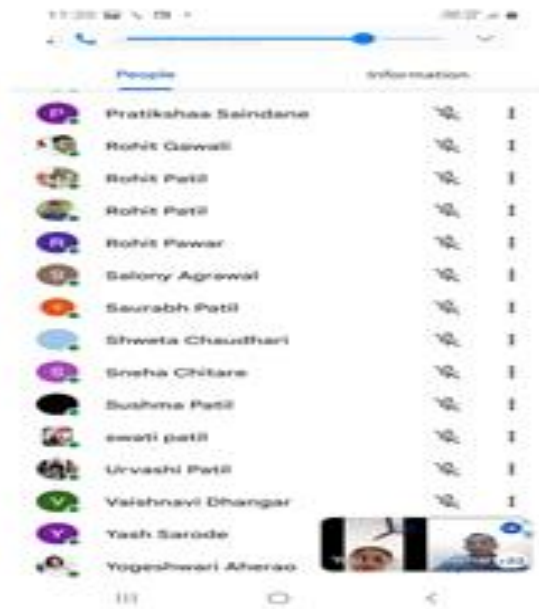 People Information
P Pratikshaa Saindane
Rohit Gawali
Rohit Patil
Rohit Patil
R Rohit Pawar
S Salony Agrawal
Saurabh Patil
Shweta Chaudhari
S Sneha Chitare
Sushma Patil
swati patil
Urvashi Patil
V Vaishnavi Dhangar
Y Yash Sarode
Yogeshwari Aherao